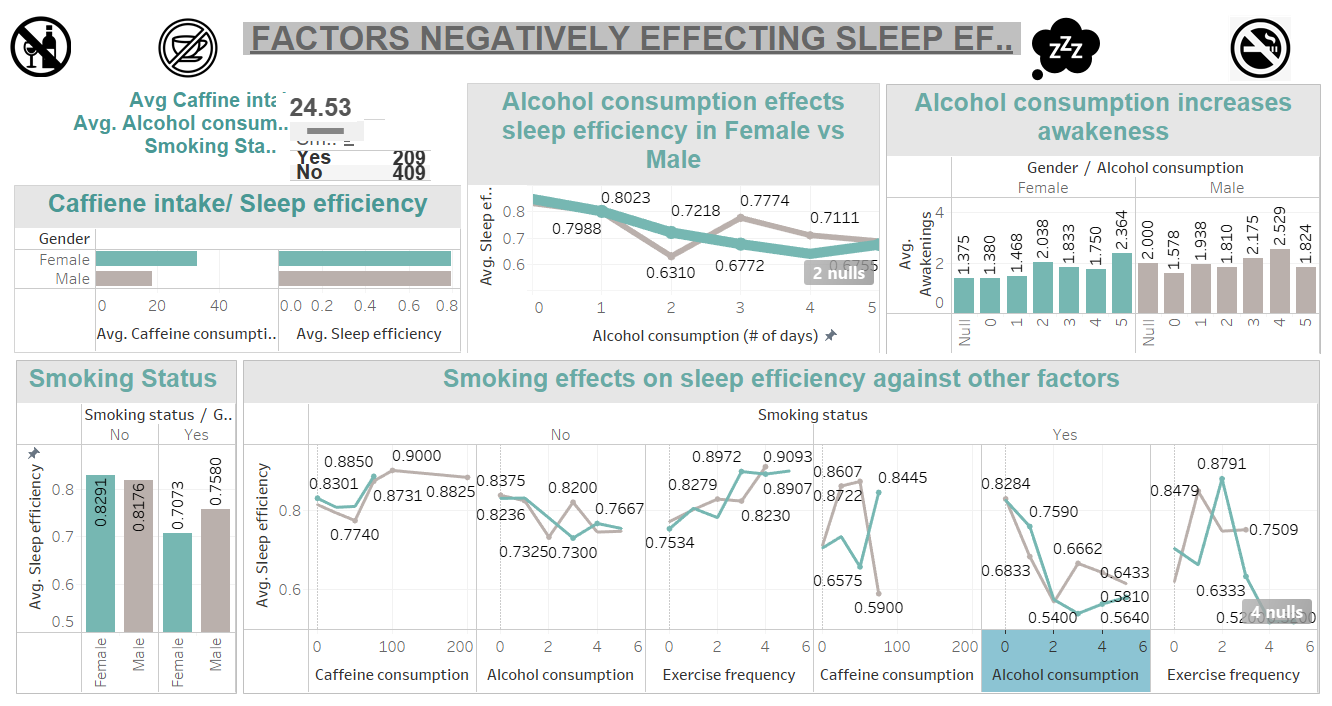 FACTORS NEGATIVELY EFFECTING SLEEP EF..
zZz
Avg Caffine inta
24.53
Avg. Alcohol consum..
Smoking Sta..
Yes 209
No 409
Caffiene intake/ Sleep efficiency
Gender
Female
Male
0 20 40
0.0 0.2 0.4 0.6 0.8
Avg. Caffeine consumpti..
Avg. Sleep efficiency
Alcohol consumption effects
sleep efficiency in Female vs
Male
Avg. Sleep ef..
0.8
0.7
0.6
0.8023
0.7988
0.7218
0.6310
0.7774
0.6772
0.7111
2 nulls
0 1 2 3 4 5
Alcohol consumption (# of days)
Alcohol consumption increases
awakeness
Gender / Alcohol consumption
Female Male
Avg.
Awakenings
4
2
0
1.375 1.380 1.468 2.038 1.833 1.750 2.364 2.000 1.578 1.938 1.810 2.175 2.529 1.824
Null 0 1 2 3 4 5 Null 0 1 2 3 4 5
Smoking Status
Smoking status / G..
No Yes
Avg. Sleep efficiency
0.8
0.7
0.6
0.5
0.8291 0.8176 0.7073 0.7580
Female Male Female Male
Smoking effects on sleep efficiency against other factors
Smoking status
No Yes
Avg. Sleep efficiency
0.8
0.6
0.8850
0.9000
0.8301
0.8731
0.8825
0.7740
0.8375
0.8200
0.8236
0.7667
0.7325
0.7300
0.8972
0.9093
0.8279
0.8907
0.8230
0.7534
0.8607
0.8445
0.8722
0.6575
0.5900
0.8284
0.7590
0.6833
0.6662
0.6433
0.5810
0.5400
0.5640
0.8791
0.8479
0.7509
0.6333
4 nulls
0 100 200
0 2 4 6
0 2 4 6
0 100 200
0 2 4 6
0 2 4 6
Caffeine consumption
Alcohol consumption
Exercise frequency
Caffeine consumption
Alcohol consumption
Exercise frequency